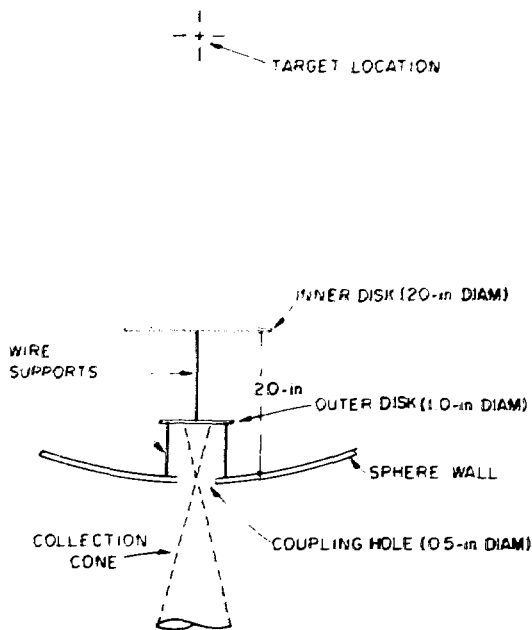 TARGET LOCATION
INNER DISK (2.0-in DIAM)
WIRE
SUPPORTS
2.0-in
OUTER DISK (1.0-in DIAM)
SPHERE WALL
COLLECTION
CONE
COUPLING HOLE (0.5-in DIAM)